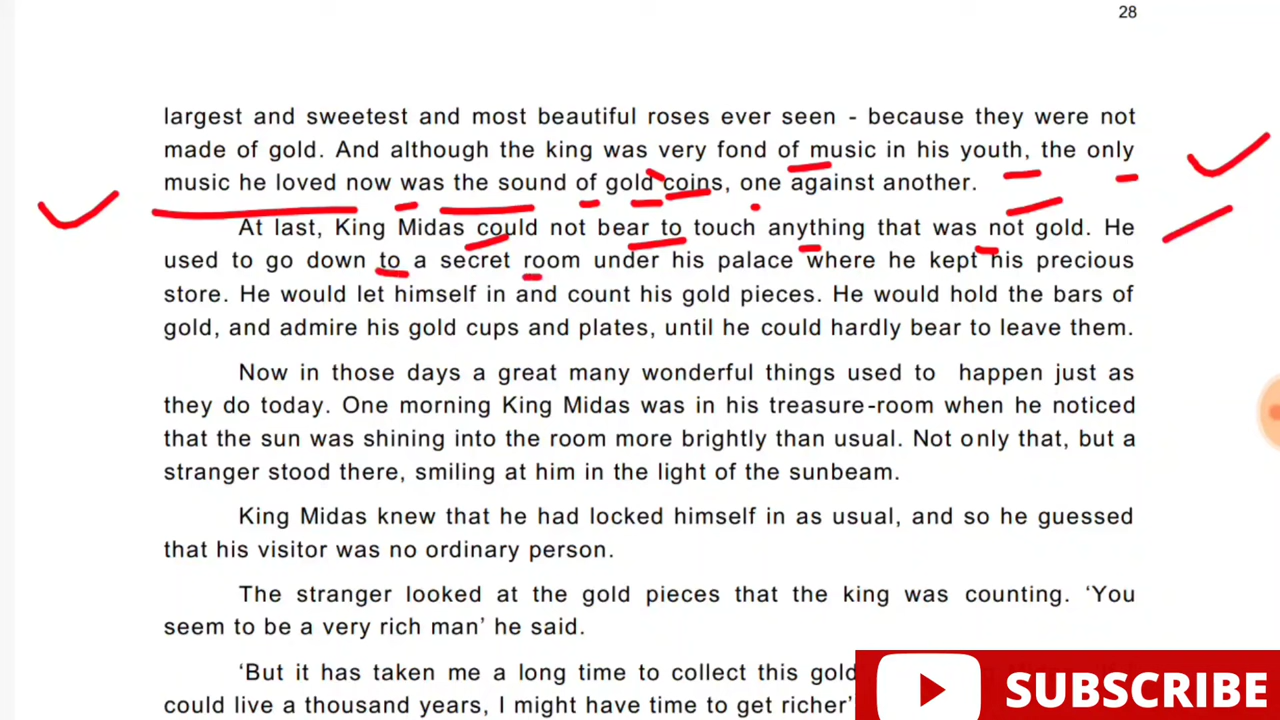 28
largest and sweetest and most beautiful roses ever seen - because they were not
made of gold. And although the king was very fond of music in his youth, the only
music he loved now was the sound of gold coins, one against another.
At last, King Midas could not bear to touch anything that was not gold. He
used to go down to a secret room under his palace where he kept his precious
store. He would let himself in and count his gold pieces. He would hold the bars of
gold, and admire his gold cups and plates, until he could hardly bear to leave them.
Now in those days a great many wonderful things used to happen just as
they do today. One morning King Midas was in his treasure-room when he noticed
that the sun was shining into the room more brightly than usual. Not only that, but a
stranger stood there, smiling at him in the light of the sunbeam.
King Midas knew that he had locked himself in as usual, and so he guessed
that his visitor was no ordinary person.
The stranger looked at the gold pieces that the king was counting. ‘You
seem to be a very rich man’ he said.
‘But it has taken me a long time to collect this gold
could live a thousand years, I might have time to get richer’
SUBSCRIBE